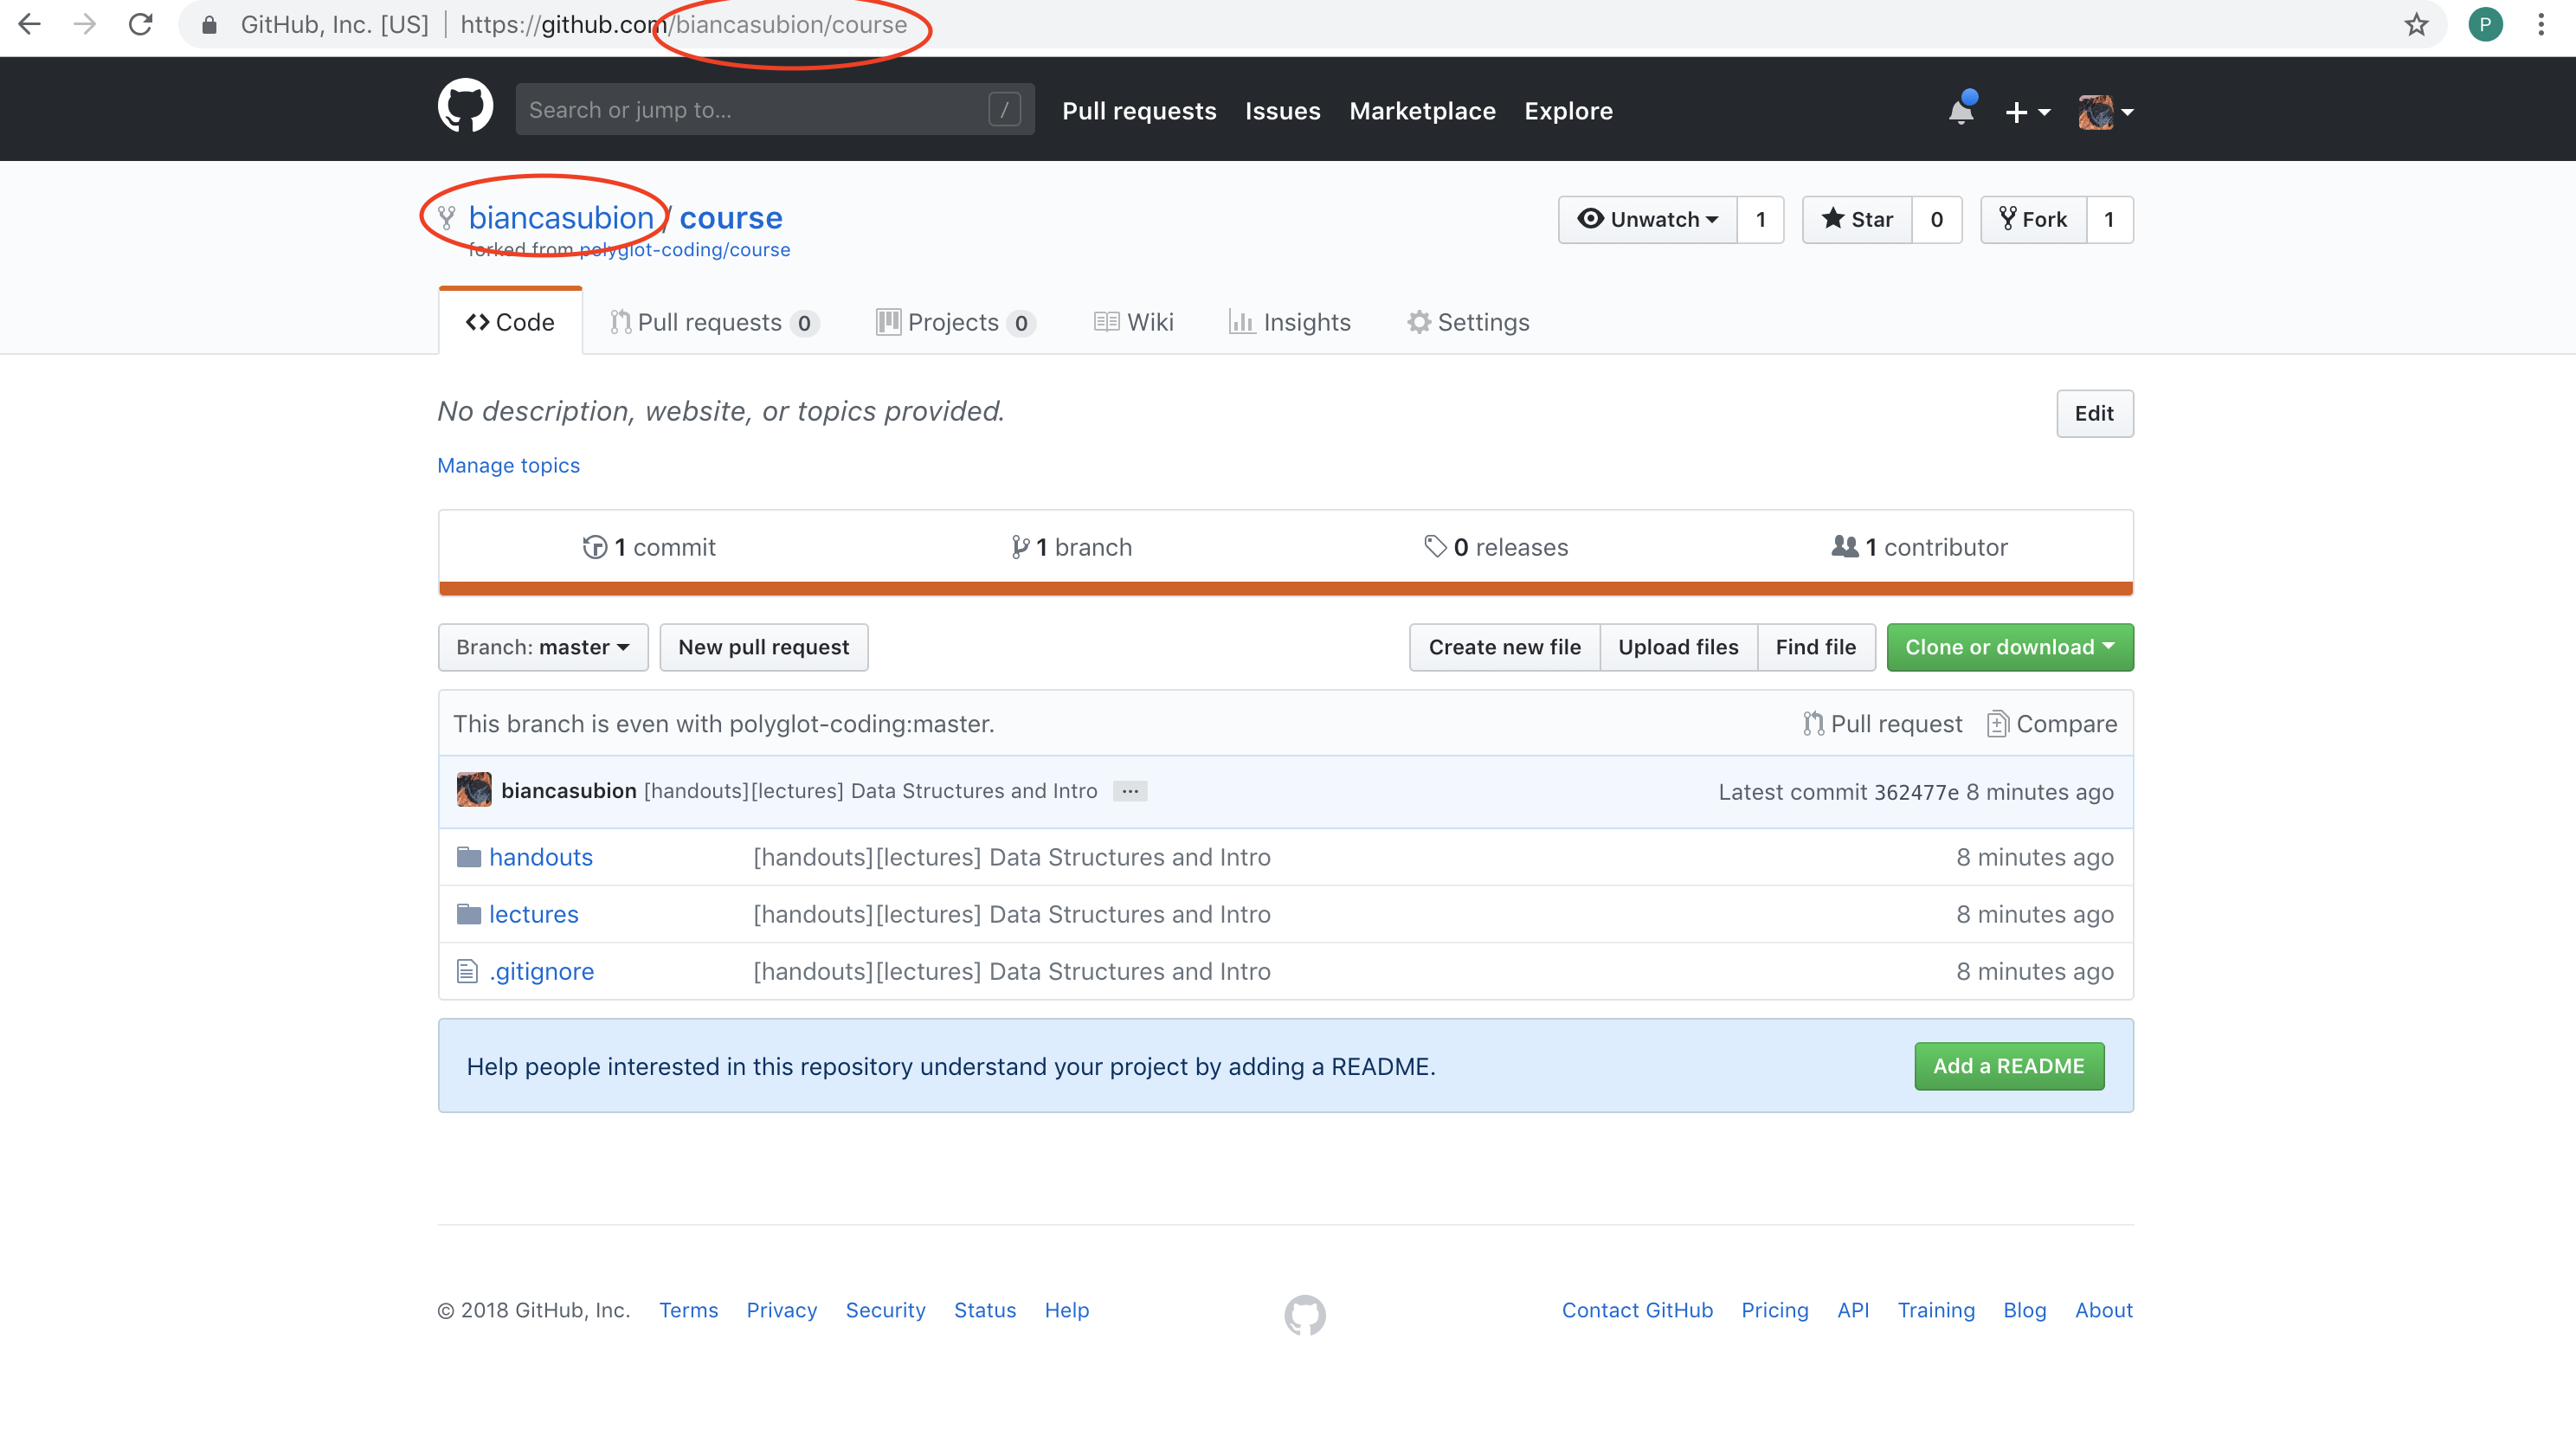 GitHub, Inc. [US] https://github.com/biancasubion/course P
Search or jump to... / Pull requests Issues Marketplace Explore
biancasubion / course Unwatch 1 Star 0 Fork 1
forked from polyglot-coding/course
Code Pull requests 0 Projects 0 Wiki Insights Settings
No description, website, or topics provided. Edit
Manage topics
1 commit 1 branch 0 releases 1 contributor
Branch: master New pull request Create new file Upload files Find file Clone or download
This branch is even with polyglot-coding:master. Pull request Compare
biancasubion [handouts][lectures] Data Structures and Intro ... Latest commit 362477e 8 minutes ago
handouts [handouts][lectures] Data Structures and Intro 8 minutes ago
lectures [handouts][lectures] Data Structures and Intro 8 minutes ago
.gitignore [handouts][lectures] Data Structures and Intro 8 minutes ago
Help people interested in this repository understand your project by adding a README. Add a README
© 2018 GitHub, Inc. Terms Privacy Security Status Help Contact GitHub Pricing API Training Blog About